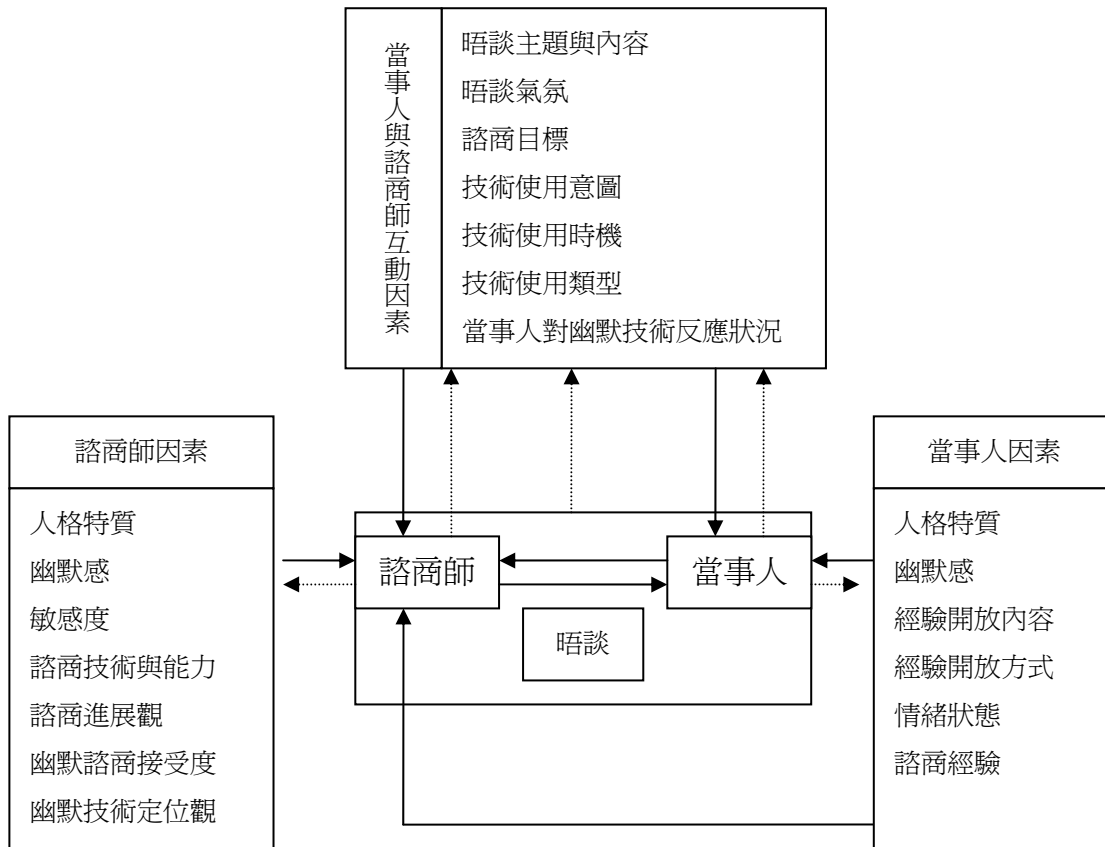 當事人與諮商師互動因素
晤談主題與內容
晤談氣氛
諮商目標
技術使用意圖
技術使用時機
技術使用類型
當事人對幽默技術反應狀況
諮商師因素
人格特質
幽默感
敏感度
諮商技術與能力
諮商進展觀
幽默諮商接受度
幽默技術定位觀
諮商師
當事人
晤談
當事人因素
人格特質
幽默感
經驗開放內容
經驗開放方式
情緒狀態
諮商經驗